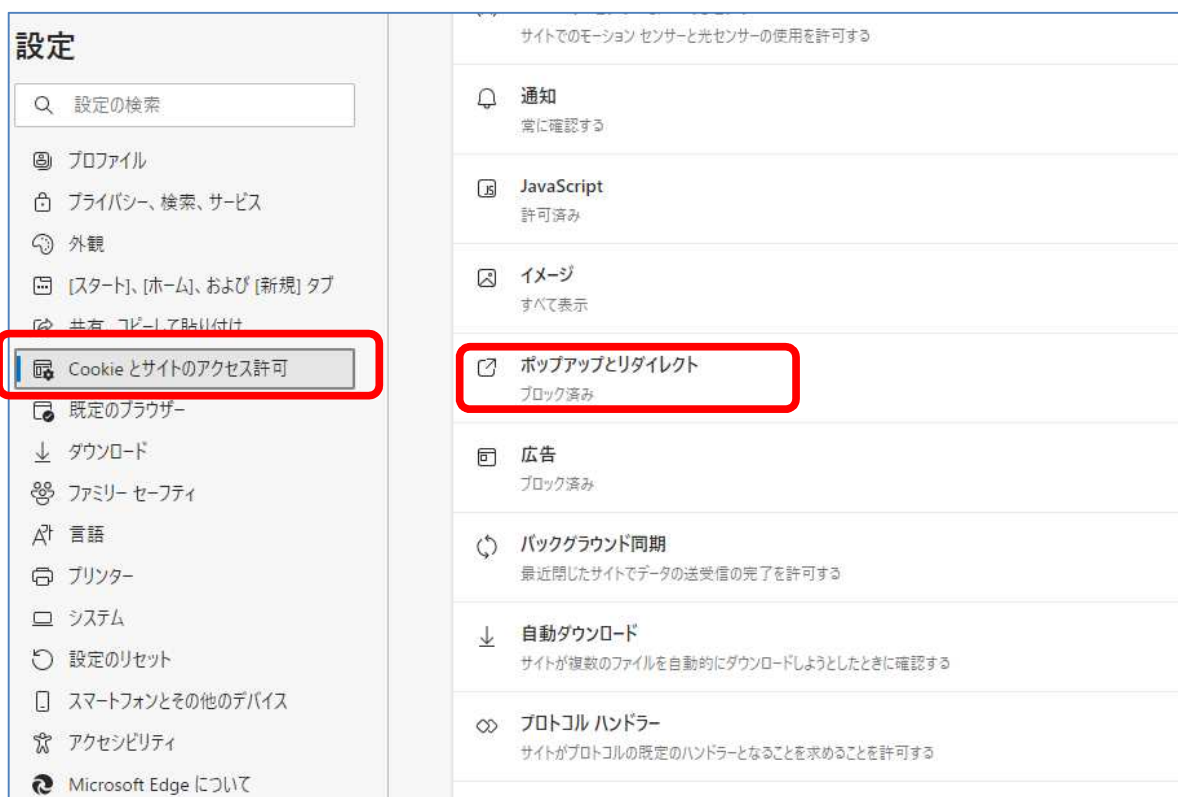 設定
設定の検索
プロファイル
プライバシー、検索、サービス
外観
[スタート]、[ホーム]、および [新規] タブ
共有、コピーして貼り付け
Cookie とサイトのアクセス許可
既定のブラウザー
ダウンロード
ファミリー セーフティ
言語
プリンター
システム
設定のリセット
スマートフォンとその他のデバイス
アクセシビリティ
Microsoft Edge について
サイトでのモーション センサーと光センサーの使用を許可する
通知
常に確認する
JavaScript
許可済み
イメージ
すべて表示
ポップアップとリダイレクト
ブロック済み
広告
ブロック済み
バックグラウンド同期
最近閉じたサイトでデータの送受信の完了を許可する
自動ダウンロード
サイトが複数のファイルを自動的にダウンロードしようとしたときに確認する
プロトコル ハンドラー
サイトがプロトコルの既定のハンドラーとなることを求めることを許可する